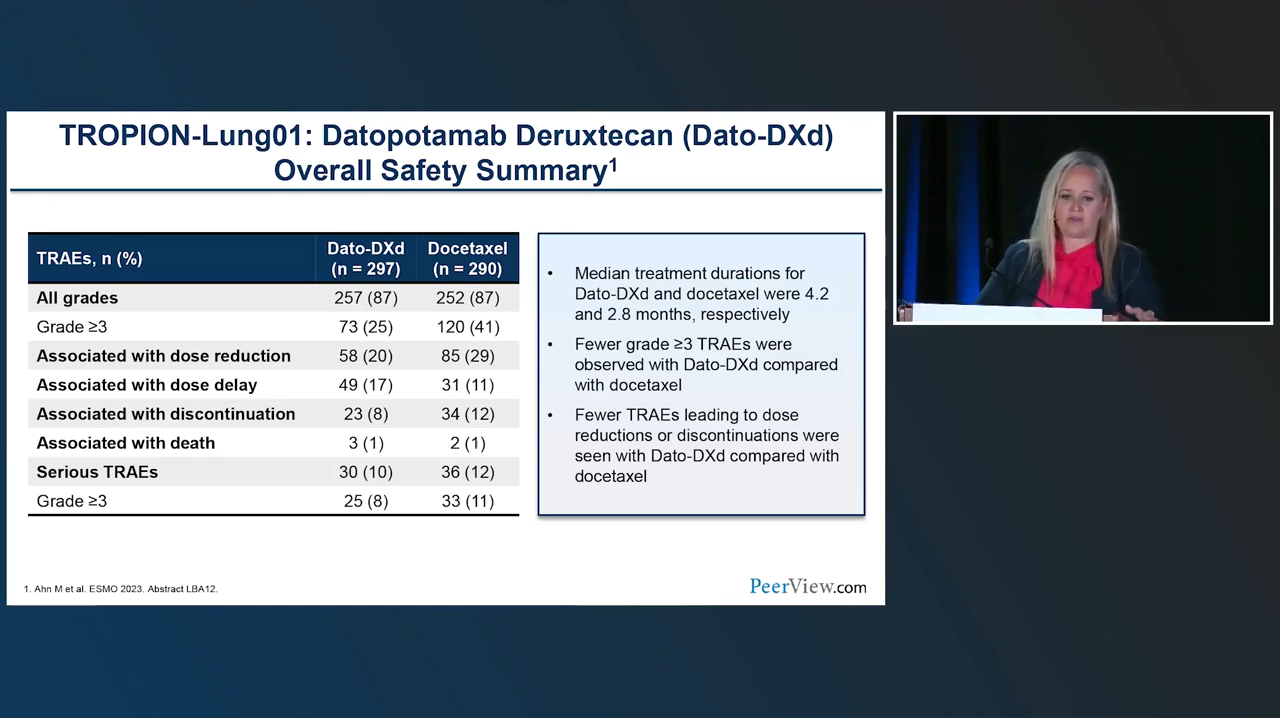 TROPION-Lung01: Datopotamab Deruxtecan (Dato-DXd)
Overall Safety Summary¹
TRAEs, n (%) Dato-DXd (n = 297) Docetaxel (n = 290)
All grades 257 (87) 252 (87)
Grade ≥3 73 (25) 120 (41)
Associated with dose reduction 58 (20) 85 (29)
Associated with dose delay 49 (17) 31 (11)
Associated with discontinuation 23 (8) 34 (12)
Associated with death 3 (1) 2 (1)
Serious TRAEs 30 (10) 36 (12)
Grade ≥3 25 (8) 33 (11)
• Median treatment durations for
Dato-DXd and docetaxel were 4.2
and 2.8 months, respectively
• Fewer grade ≥3 TRAEs were
observed with Dato-DXd compared
with docetaxel
• Fewer TRAEs leading to dose
reductions or discontinuations were
seen with Dato-DXd compared with
docetaxel
1. Ahn M et al. ESMO 2023. Abstract LBA12.
PeerView.com